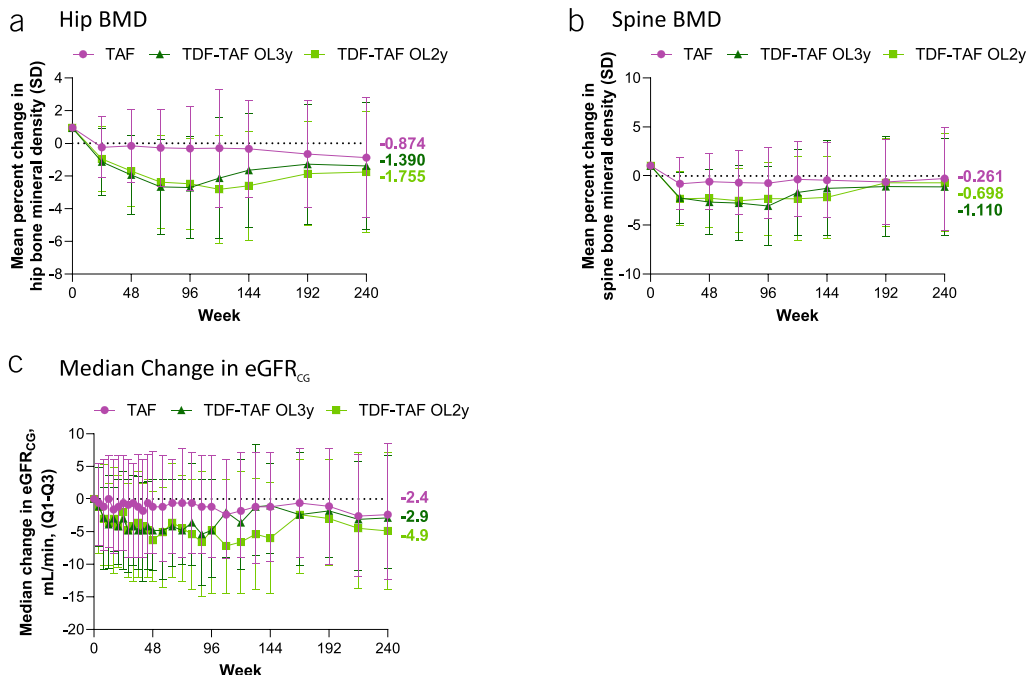 a Hip BMD
TAF TDF-TAF OL3y TDF-TAF OL2y
Mean percent change in
hip bone mineral density (SD)
4
2
0
-2
-4
-6
-8
0 48 96 144 192 240
Week
-0.874
-1.390
-1.755
b Spine BMD
TAF TDF-TAF OL3y TDF-TAF OL2y
Mean percent change in
spine bone mineral density (SD)
10
5
0
-5
-10
0 48 96 144 192 240
Week
-0.261
-0.698
-1.110
c Median Change in eGFRCG
TAF TDF-TAF OL3y TDF-TAF OL2y
Median change in eGFRCG,
mL/min, (Q1-Q3)
10
5
0
-5
-10
-15
-20
0 48 96 144 192 240
Week
-2.4
-2.9
-4.9